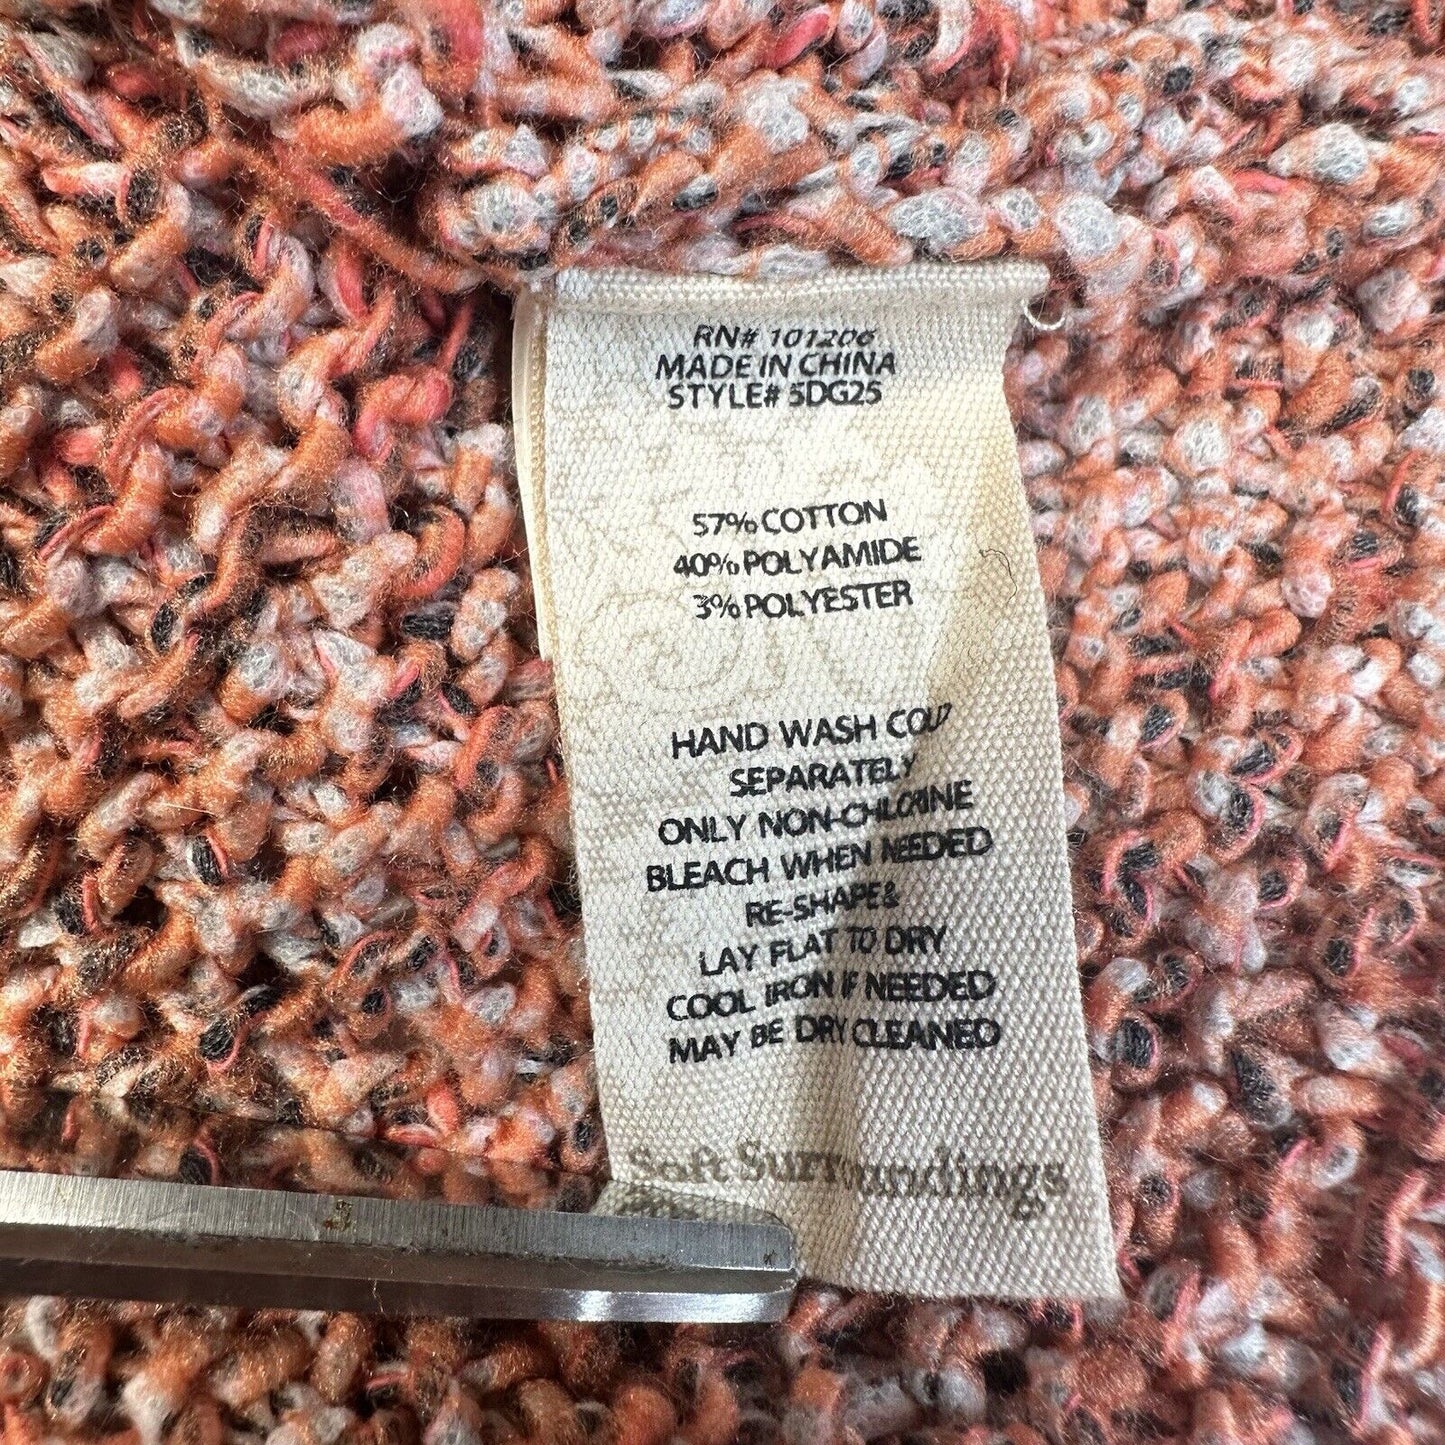 RN# 101206
MADE IN CHINA
STYLE# 5DG25
57% COTTON
40% POLYAMIDE
3% POLYESTER
HAND WASH COLD
SEPARATELY
ONLY NON-CHLORINE
BLEACH WHEN NEEDED
RE-SHAPE &
LAY FLAT TO DRY
COOL IRON IF NEEDED
MAY BE DRY CLEANED
Soft Surroundings